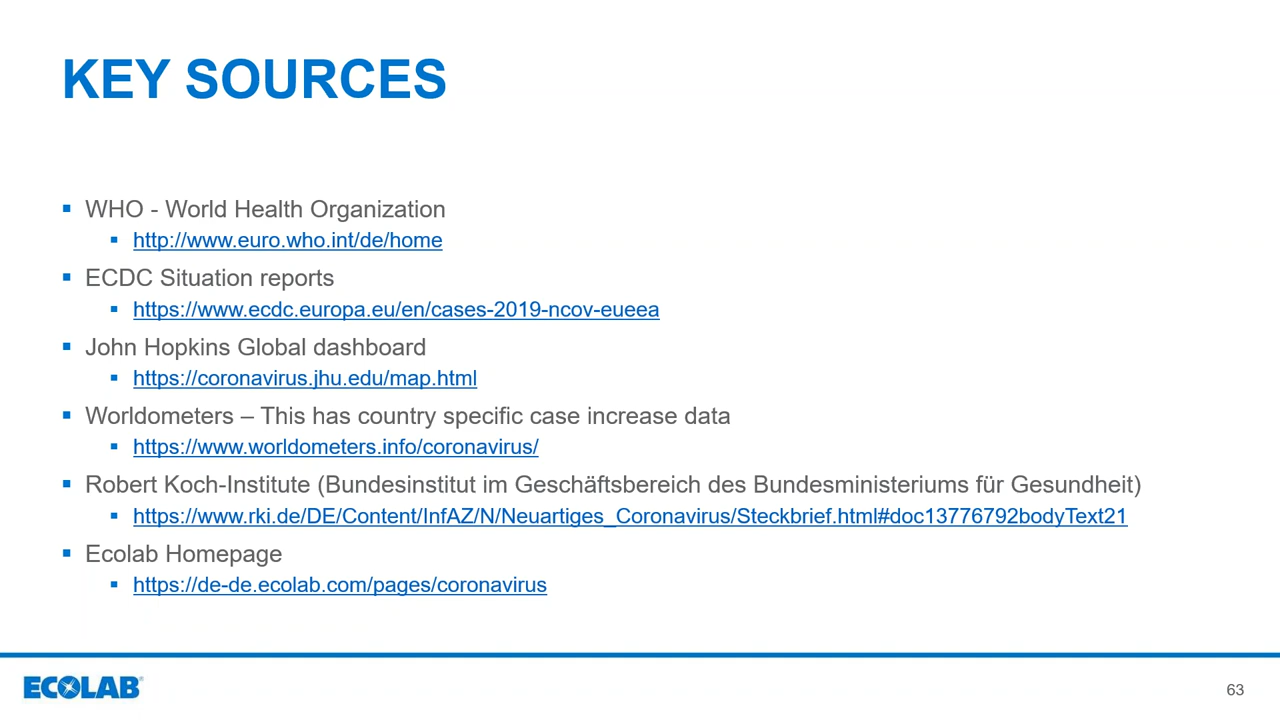 KEY SOURCES
▪ WHO - World Health Organization
▪ http://www.euro.who.int/de/home
▪ ECDC Situation reports
▪ https://www.ecdc.europa.eu/en/cases-2019-ncov-eueea
▪ John Hopkins Global dashboard
▪ https://coronavirus.jhu.edu/map.html
▪ Worldometers – This has country specific case increase data
▪ https://www.worldometers.info/coronavirus/
▪ Robert Koch-Institute (Bundesinstitut im Geschäftsbereich des Bundesministeriums für Gesundheit)
▪ https://www.rki.de/DE/Content/InfAZ/N/Neuartiges_Coronavirus/Steckbrief.html#doc13776792bodyText21
▪ Ecolab Homepage
▪ https://de-de.ecolab.com/pages/coronavirus
ECOLAB®
63